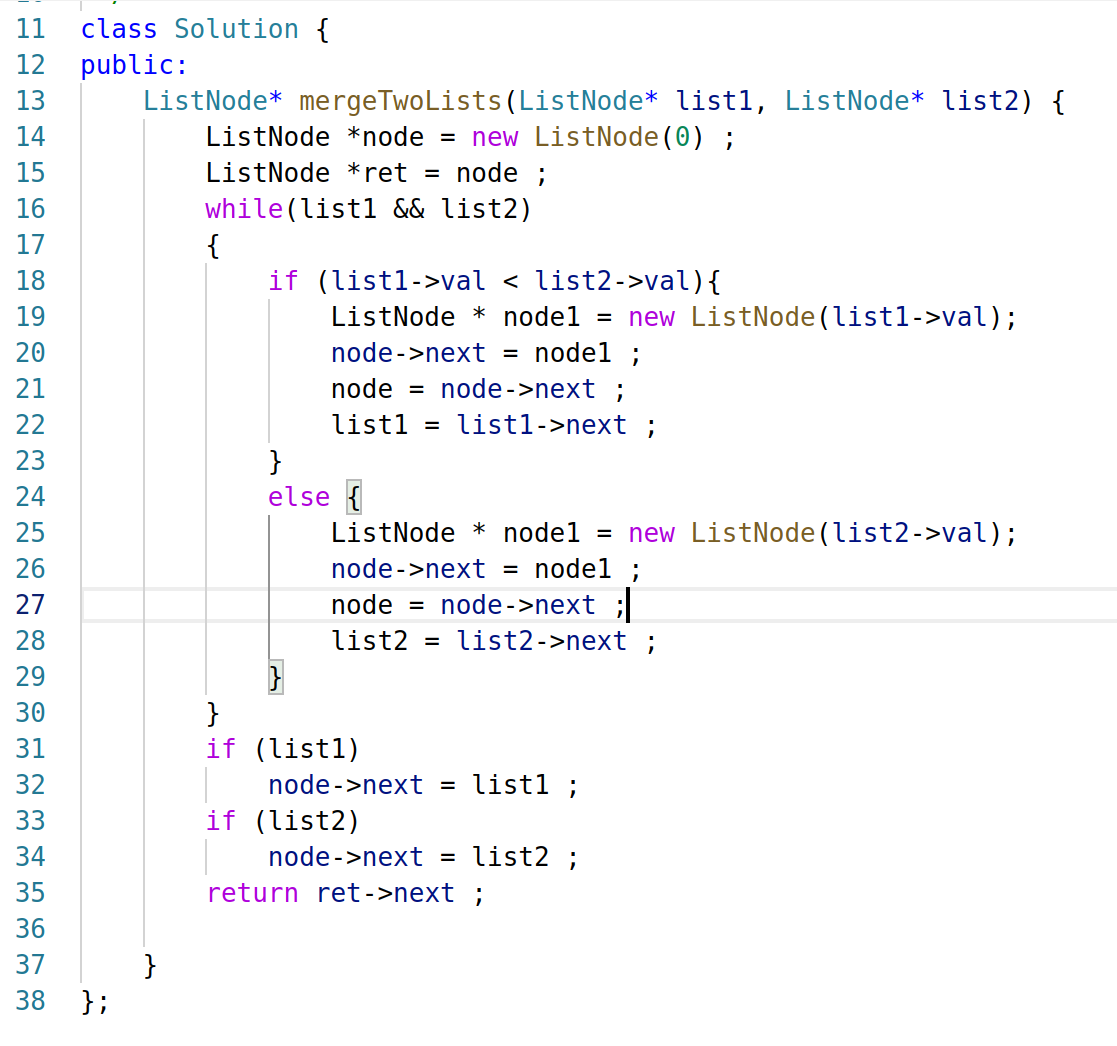 11 class Solution {
12 public:
13     ListNode* mergeTwoLists(ListNode* list1, ListNode* list2) {
14         ListNode *node = new ListNode(0) ;
15         ListNode *ret = node ;
16         while(list1 && list2)
17         {
18             if (list1->val < list2->val){
19                 ListNode * node1 = new ListNode(list1->val);
20                 node->next = node1 ;
21                 node = node->next ;
22                 list1 = list1->next ;
23             }
24             else {
25                 ListNode * node1 = new ListNode(list2->val);
26                 node->next = node1 ;
27                 node = node->next ;
28                 list2 = list2->next ;
29             }
30         }
31         if (list1)
32             node->next = list1 ;
33         if (list2)
34             node->next = list2 ;
35         return ret->next ;
36
37     }
38 };